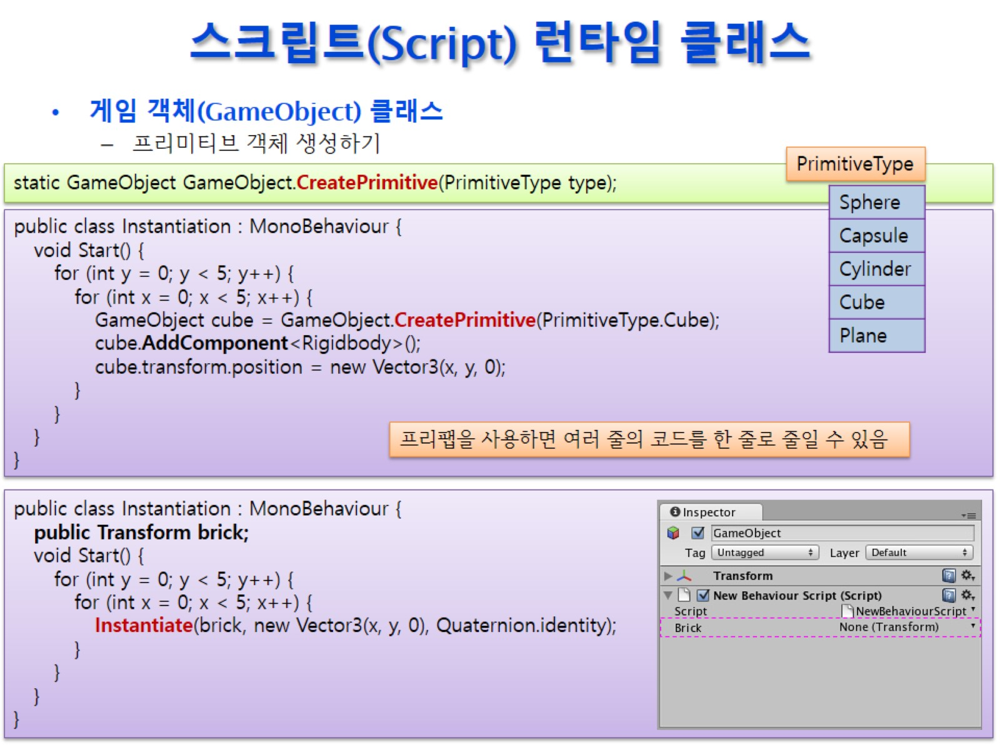 스크립트(Script) 런타임 클래스
• 게임 객체(GameObject) 클래스
– 프리미티브 객체 생성하기
static GameObject GameObject.CreatePrimitive(PrimitiveType type);
PrimitiveType
Sphere
Capsule
Cylinder
Cube
Plane
public class Instantiation : MonoBehaviour {
void Start() {
for (int y = 0; y < 5; y++) {
for (int x = 0; x < 5; x++) {
GameObject cube = GameObject.CreatePrimitive(PrimitiveType.Cube);
cube.AddComponent<Rigidbody>();
cube.transform.position = new Vector3(x, y, 0);
}
}
}
}
프리팹을 사용하면 여러 줄의 코드를 한 줄로 줄일 수 있음
public class Instantiation : MonoBehaviour {
public Transform brick;
void Start() {
for (int y = 0; y < 5; y++) {
for (int x = 0; x < 5; x++) {
Instantiate(brick, new Vector3(x, y, 0), Quaternion.identity);
}
}
}
}
Inspector
GameObject
Tag Untagged Layer Default
Transform
New Behaviour Script (Script)
Script NewBehaviourScript
Brick None (Transform)